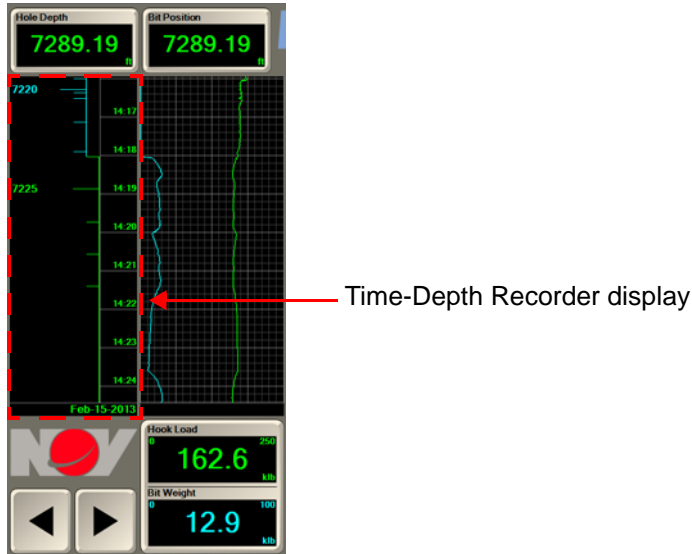 Hole Depth
7289.19
ft
Bit Position
7289.19
ft
7220
14:17
14:18
7225
14:19
14:20
14:21
14:22
14:23
14:24
Feb-15-2013
Time-Depth Recorder display
NOV
Hook Load
0
250
162.6
klb
Bit Weight
0
100
12.9
klb